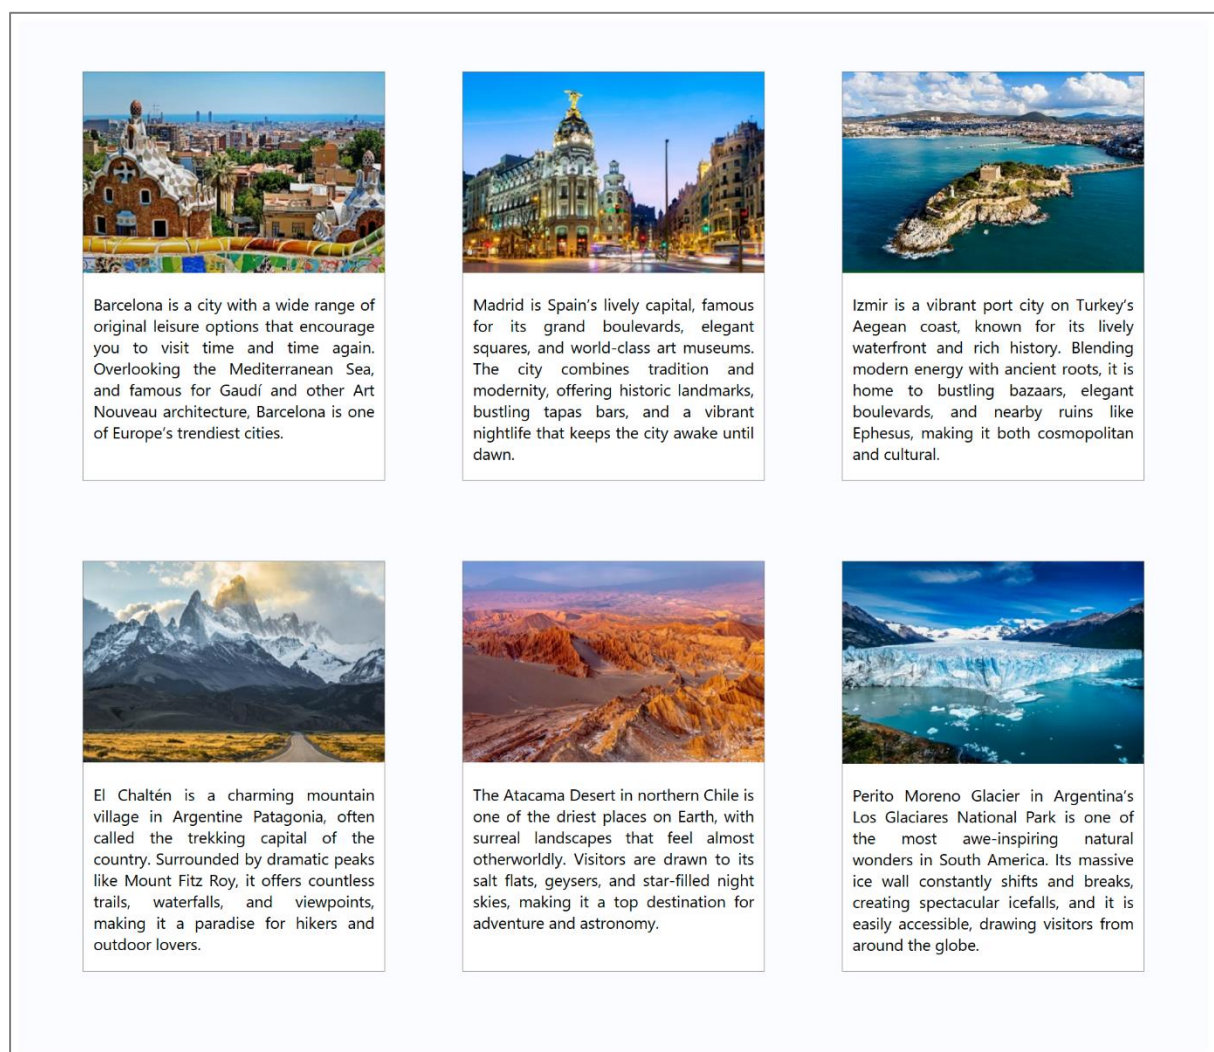 Barcelona is a city with a wide range of
original leisure options that encourage
you to visit time and time again.
Overlooking the Mediterranean Sea,
and famous for Gaudí and other Art
Nouveau architecture, Barcelona is one
of Europe's trendiest cities.
Madrid is Spain's lively capital, famous
for its grand boulevards, elegant
squares, and world-class art museums.
The city combines tradition and
modernity, offering historic landmarks,
bustling tapas bars, and a vibrant
nightlife that keeps the city awake until
dawn.
Izmir is a vibrant port city on Turkey's
Aegean coast, known for its lively
waterfront and rich history. Blending
modern energy with ancient roots, it is
home to bustling bazaars, elegant
boulevards, and nearby ruins like
Ephesus, making it both cosmopolitan
and cultural.
El Chaltén is a charming mountain
village in Argentine Patagonia, often
called the trekking capital of the
country. Surrounded by dramatic peaks
like Mount Fitz Roy, it offers countless
trails, waterfalls, and viewpoints,
making it a paradise for hikers and
outdoor lovers.
The Atacama Desert in northern Chile is
one of the driest places on Earth, with
surreal landscapes that feel almost
otherworldly. Visitors are drawn to its
salt flats, geysers, and star-filled night
skies, making it a top destination for
adventure and astronomy.
Perito Moreno Glacier in Argentina's
Los Glaciares National Park is one of
the most awe-inspiring natural
wonders in South America. Its massive
ice wall constantly shifts and breaks,
creating spectacular icefalls, and it is
easily accessible, drawing visitors from
around the globe.